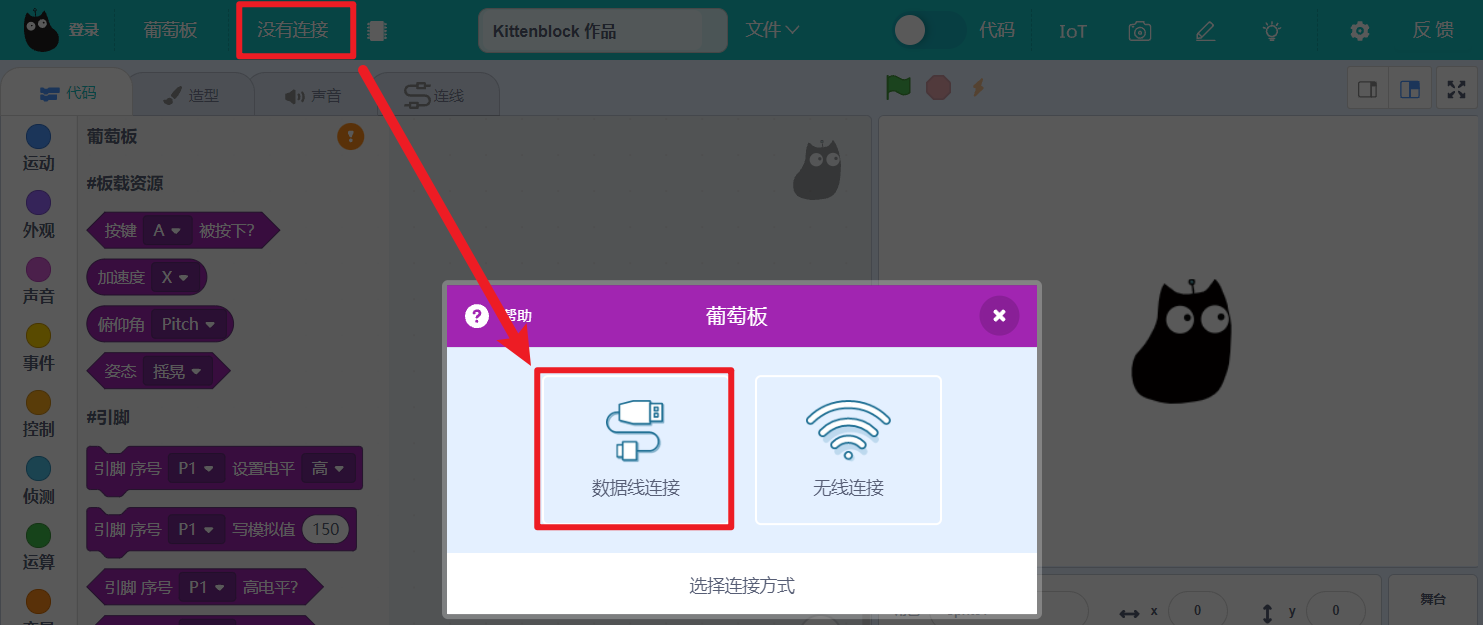 登录 葡萄板 没有连接 Kittenblock 作品 文件 代码 IoT 反 馈
代码 造型 声音 连线
运动
外观
声音
事件
控制
侦测
运算
葡萄板
#板载资源
按键 A 被按下?
加速度 X
俯仰角 Pitch
姿态 摇晃
#引脚
引脚 序号 P1 设置电平 高
引脚 序号 P1 写模拟值 150
引脚 序号 P1 高电平?
? 帮助 葡萄板
数据线连接 无线连接
选择连接方式
x 0 y 0 舞台